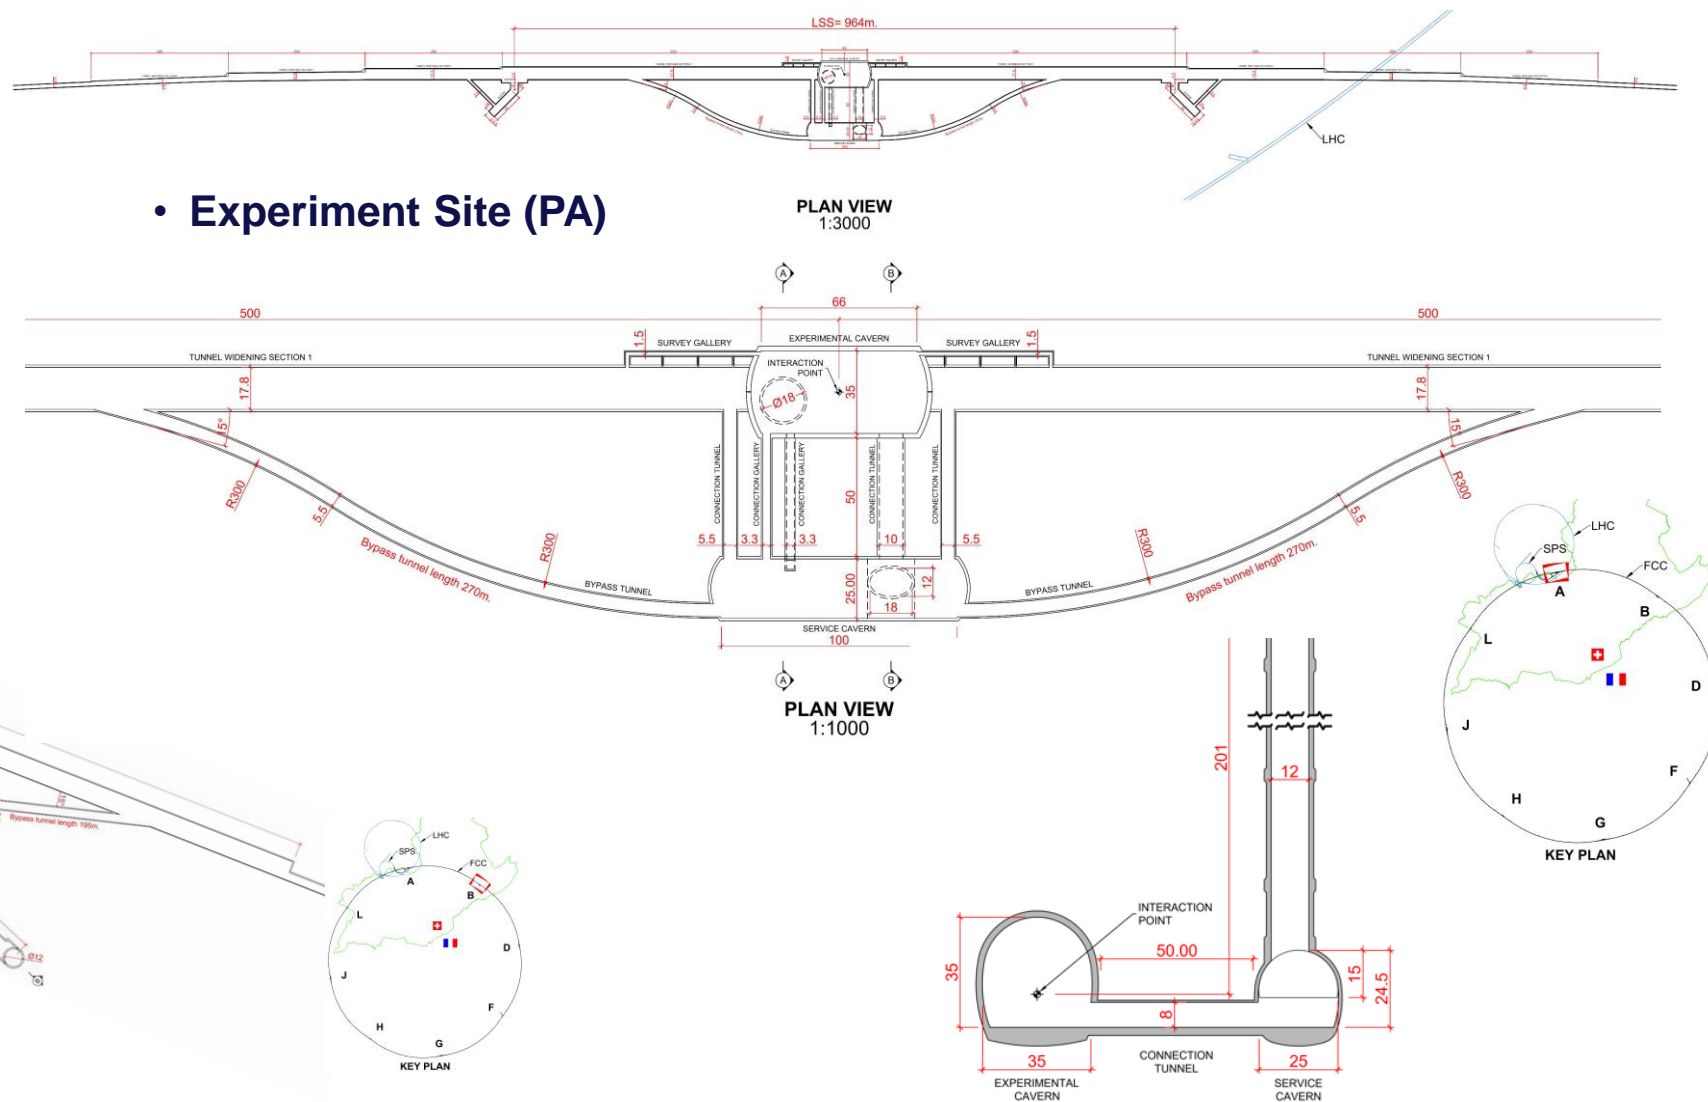 LSS= 964m.
LHC
PLAN VIEW
1:3000
• Experiment Site (PA)
A
B
66
500
500
1.5
SURVEY GALLERY
EXPERIMENTAL CAVERN
SURVEY GALLERY
1.5
TUNNEL WIDENING SECTION 1
INTERACTION
POINT
TUNNEL WIDENING SECTION 1
17.8
Ø18
35
17.8
15°
15°
CONNECTION TUNNEL
CONNECTION GALLERY
CONNECTION GALLERY
CONNECTION TUNNEL
CONNECTION TUNNEL
R300
5.5
50
5.5
R300
5.5
3.3
3.3
10
5.5
Bypass tunnel length 270m.
R300
R300
Bypass tunnel length 270m.
BYPASS TUNNEL
25.00
12
18
BYPASS TUNNEL
SERVICE CAVERN
100
A
B
PLAN VIEW
1:1000
LHC
SPS
FCC
A
B
L
D
J
F
H
G
KEY PLAN
15°
Bypass tunnel length 195m.
Ø12
LHC
SPS
FCC
A
B
L
D
J
F
H
G
KEY PLAN
201
12
INTERACTION
POINT
50.00
35
15
24.5
8
35
CONNECTION
TUNNEL
25
EXPERIMENTAL
CAVERN
SERVICE
CAVERN